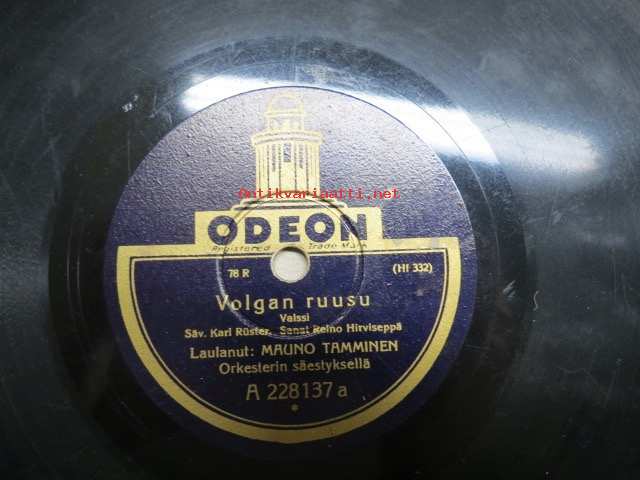 Antikvariaatti.net
ODEON
Registered Trade Mark
78 R (HI 332)
Volgan ruusu
Valssi
Säv. Karl Rüster. Sanat Reino Hirviseppä
Laulanut: MAUNO TAMMINEN
Orkesterin säestyksellä
A 228137 a